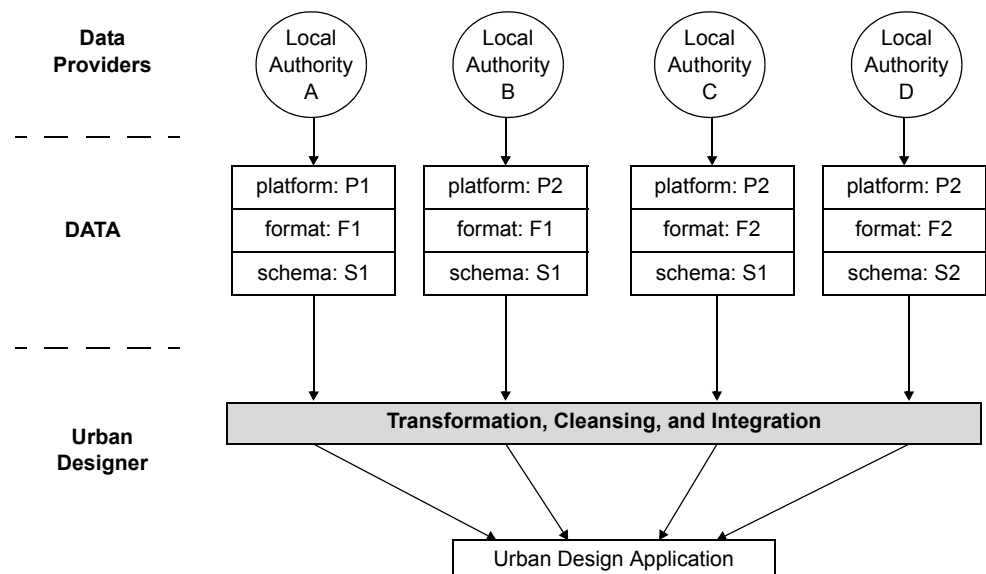 Data
Providers
Local
Authority
A
Local
Authority
B
Local
Authority
C
Local
Authority
D
DATA
platform: P1
format: F1
schema: S1
platform: P2
format: F1
schema: S1
platform: P2
format: F2
schema: S1
platform: P2
format: F2
schema: S2
Urban
Designer
Transformation, Cleansing, and Integration
Urban Design Application